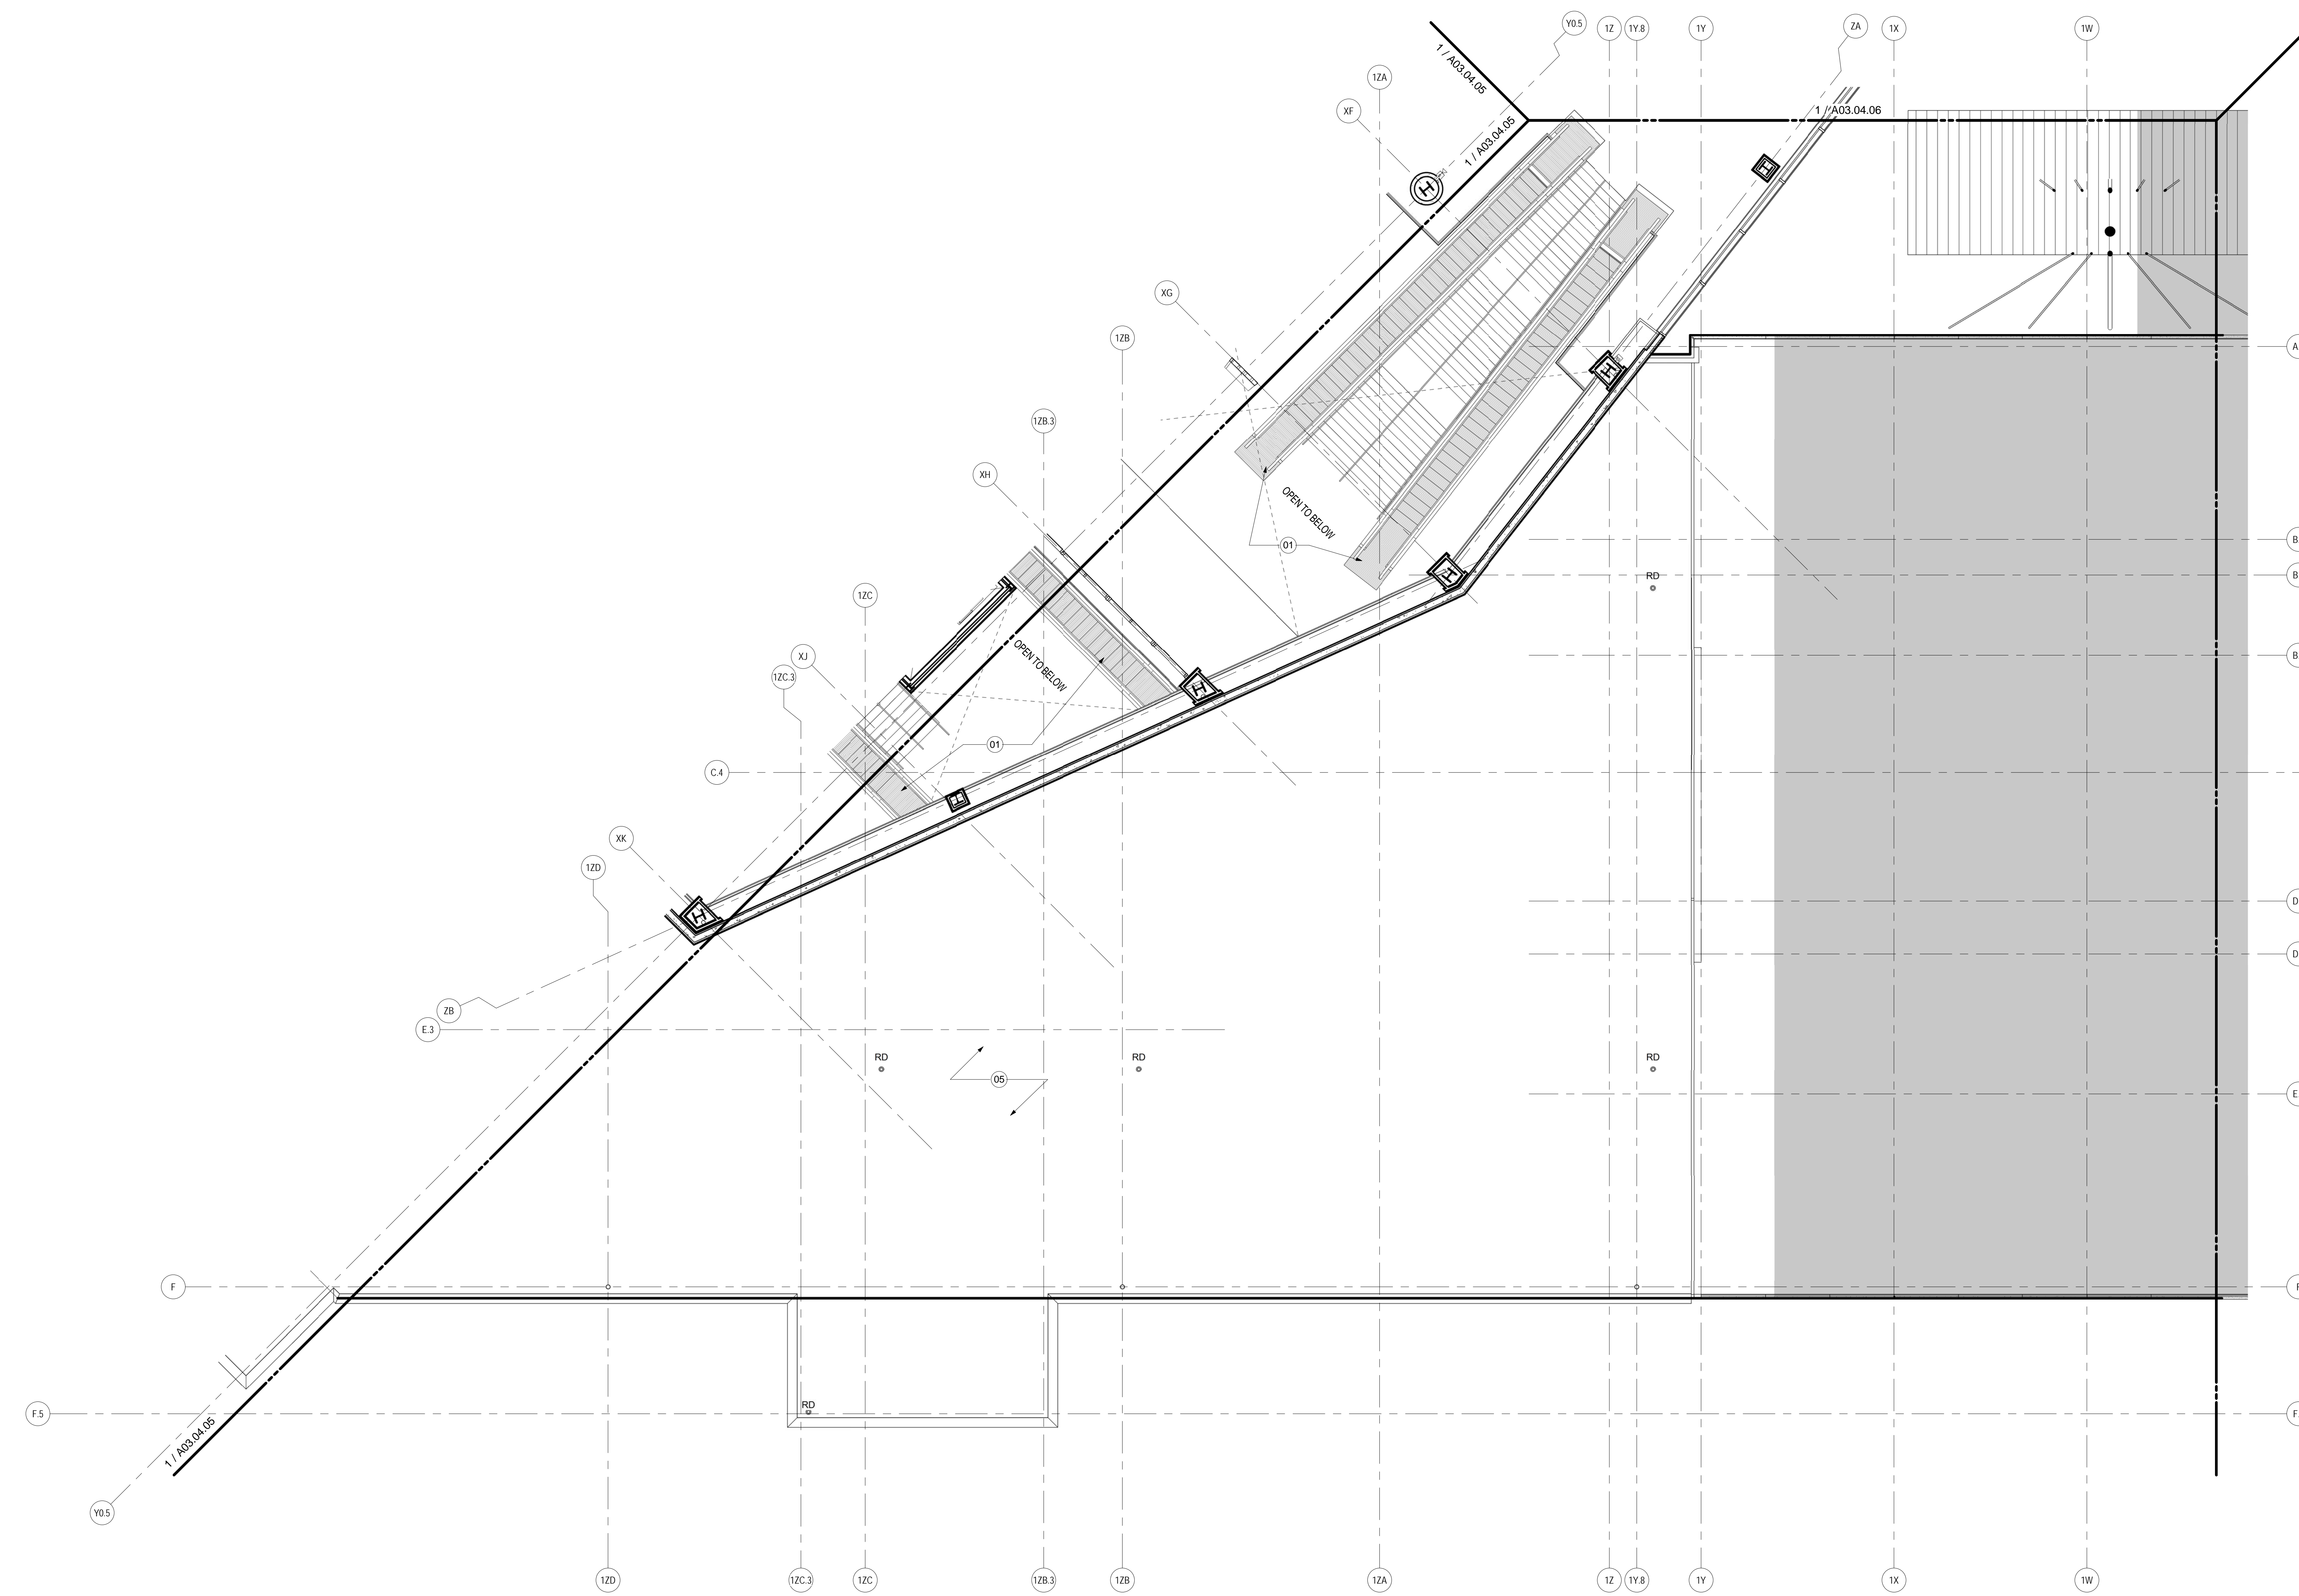 Y0.5
1Z
1Y.8
1Y
ZA
1X
1W
1 / A03.04.05
1ZA
XF
1 / A03.04.05
1 / A03.04.06
XG
1ZB
A
1ZB.3
XH
OPEN TO BELOW
B
01
B
RD
1ZC
XJ
1ZC.3
OPEN TO BELOW
B
01
C.4
XK
1ZD
D
D
ZB
E.3
RD
RD
RD
05
E
F
F
F.5
RD
F.
1 / A03.04.05
Y0.5
1ZD
1ZC.3
1ZC
1ZB.3
1ZB
1ZA
1Z
1Y.8
1Y
1X
1W